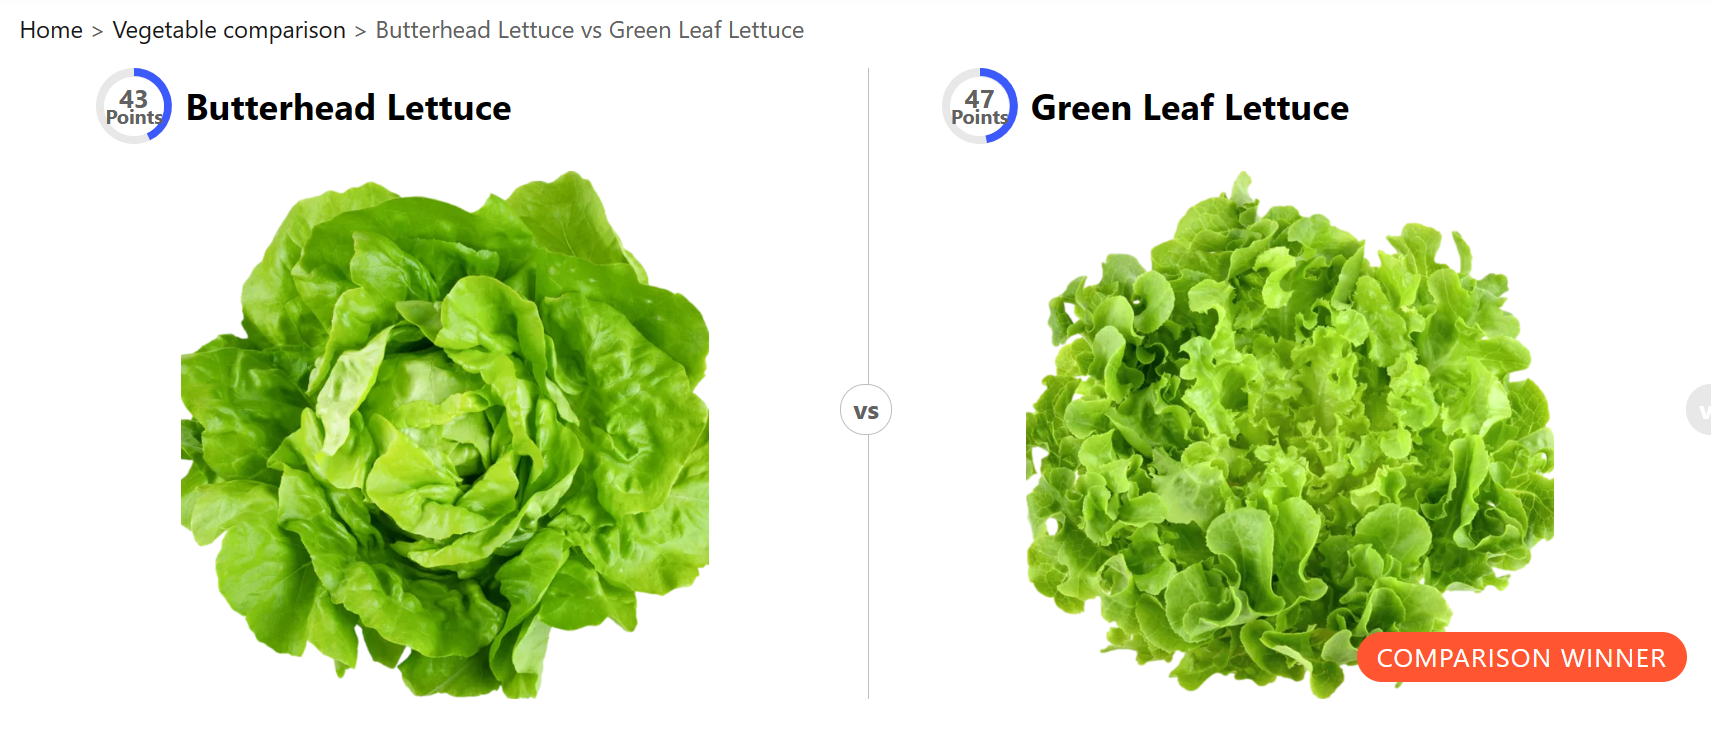 Home > Vegetable comparison > Butterhead Lettuce vs Green Leaf Lettuce
43
Points
Butterhead Lettuce
47
Points
Green Leaf Lettuce
vs
COMPARISON WINNER